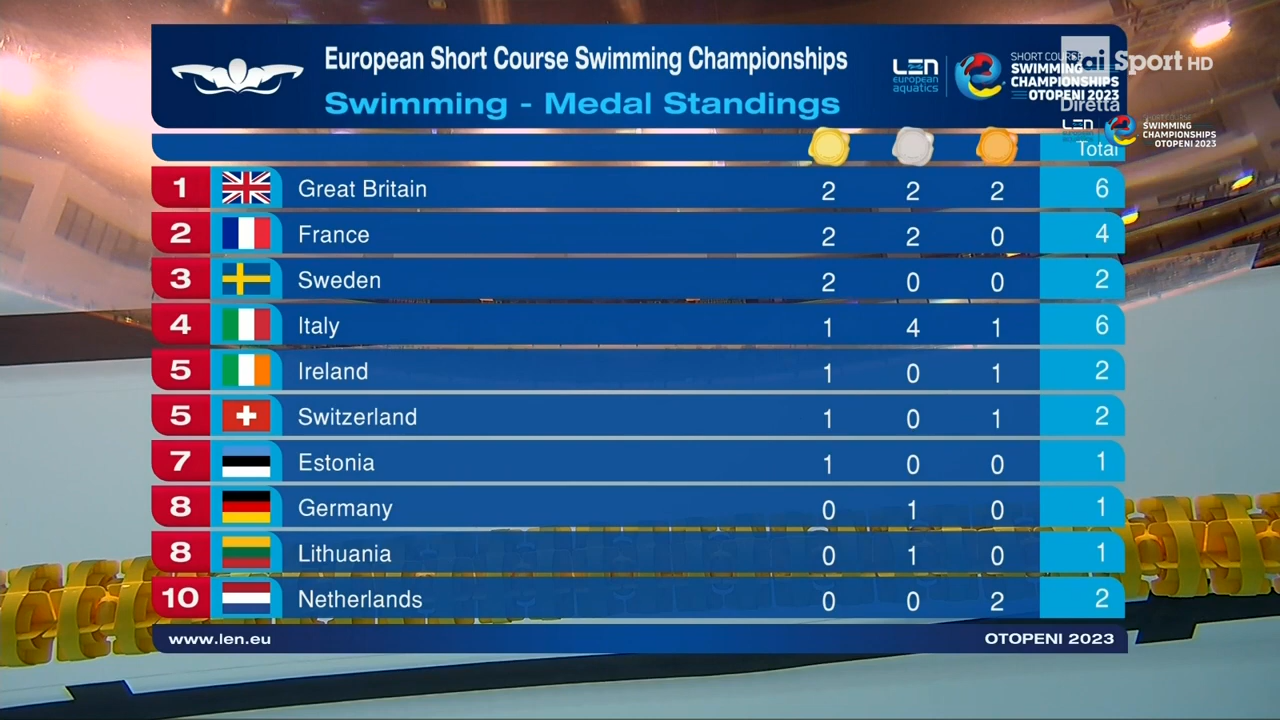 European Short Course Swimming Championships
Swimming - Medal Standings
LEN
european
aquatics
SHORT COURSE
SWIMMING
CHAMPIONSHIPS
OTOPENI 2023
Rai Sport HD
Diretta
LEN
SWIMMING
CHAMPIONSHIPS
OTOPENI 2023
Total
1 Great Britain 2 2 2 6
2 France 2 2 0 4
3 Sweden 2 0 0 2
4 Italy 1 4 1 6
5 Ireland 1 0 1 2
5 Switzerland 1 0 1 2
7 Estonia 1 0 0 1
8 Germany 0 1 0 1
8 Lithuania 0 1 0 1
10 Netherlands 0 0 2 2
www.len.eu
OTOPENI 2023